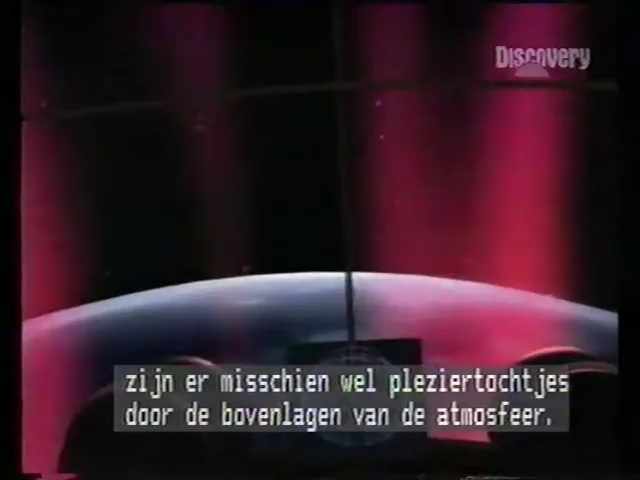 Discovery
zijn er misschien wel pleziertochtjes
door de bovenlagen van de atmosfeer.